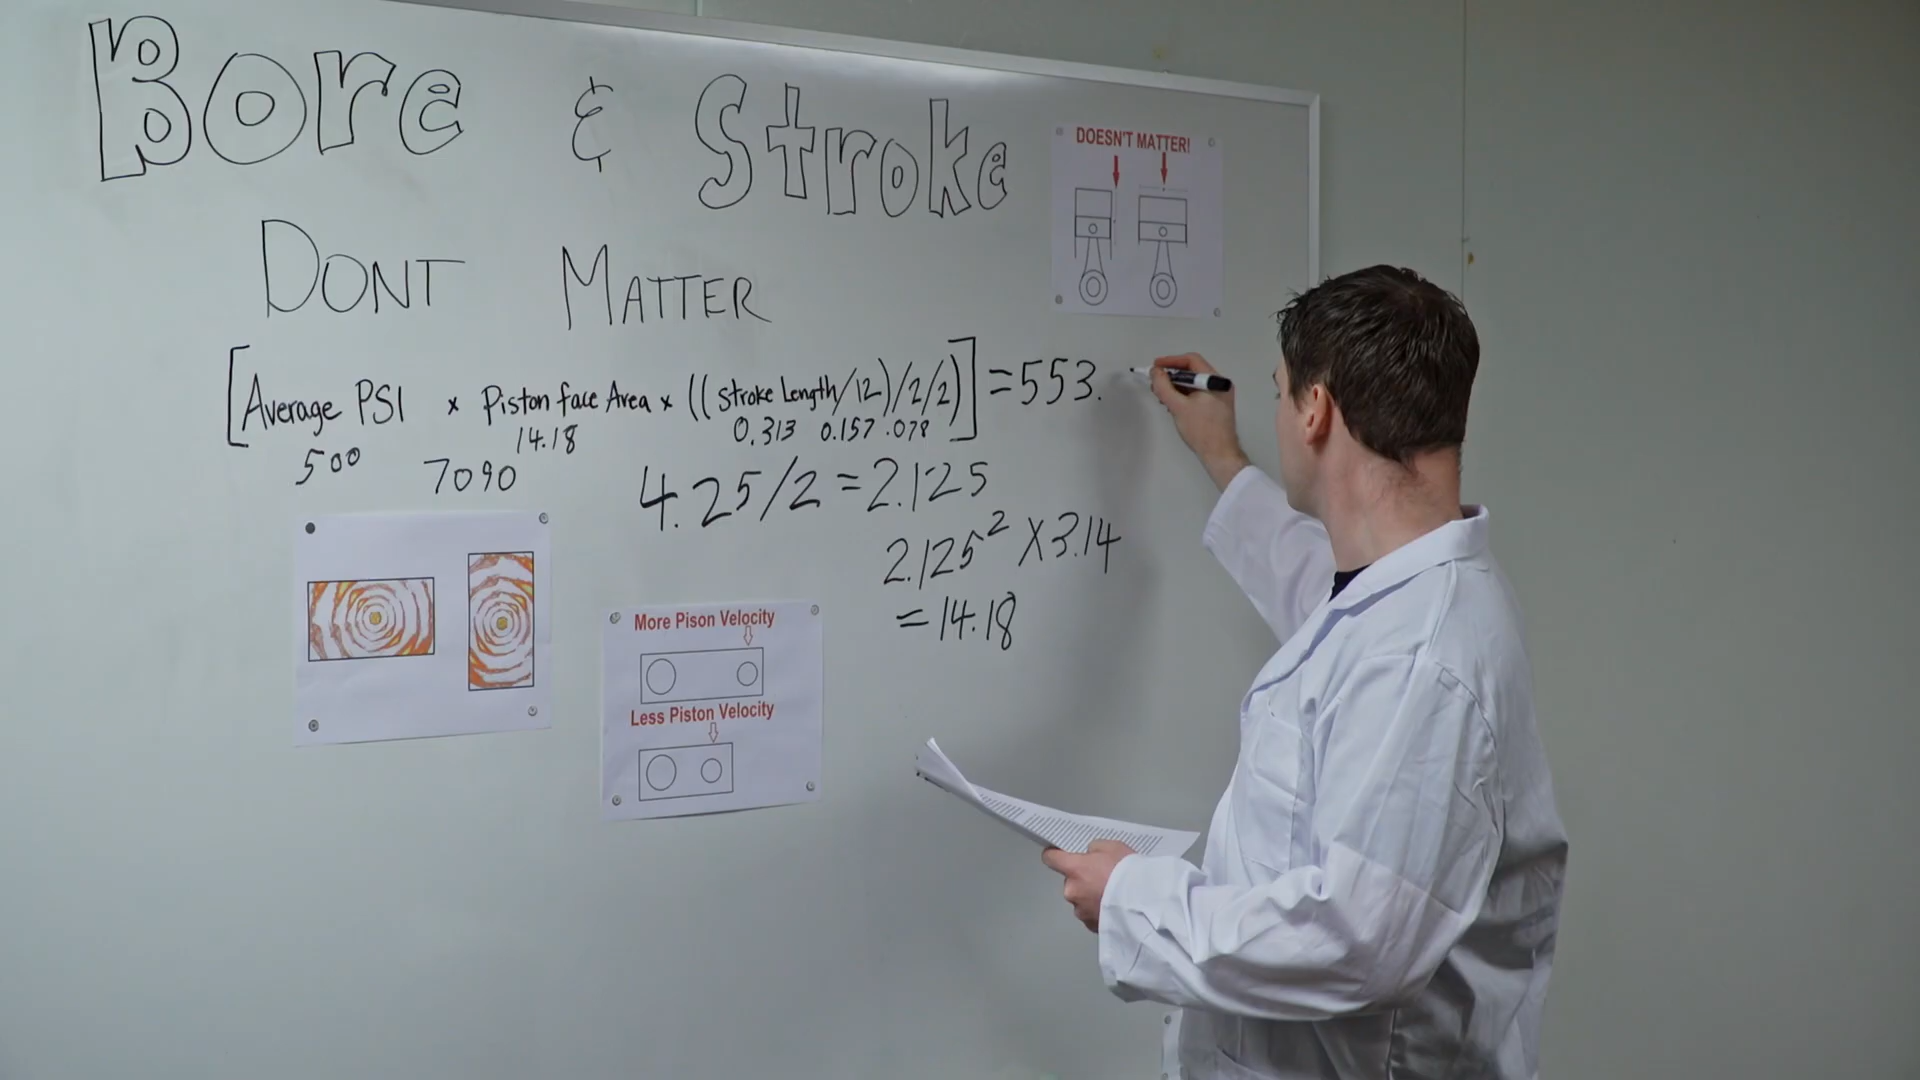 Bore & Stroke
DONT MATTER
DOESN'T MATTER!
[Average PSI x Piston face Area x ((Stroke Length/12)/2/2)] =553.
500 7090 14.18 0.313 0.157 .078
4.25/2=2.125
2.125² X3.14
=14.18
More Pison Velocity
Less Piston Velocity